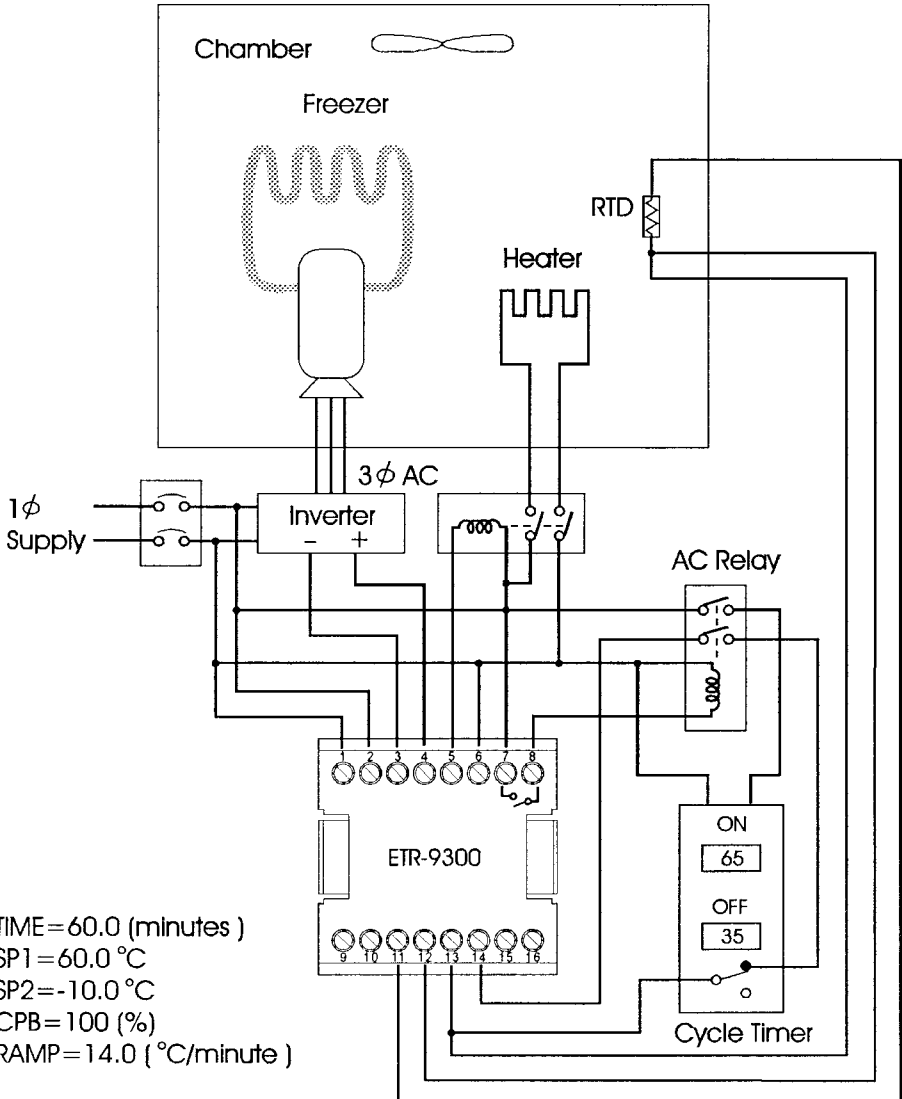 Chamber
Freezer
RTD
Heater
3ϕ AC
1ϕ
Supply
Inverter
− +
AC Relay
1 2 3 4 5 6 7 8
ETR-9300
ON
65
OFF
35
9 10 11 12 13 14 15 16
Cycle Timer
TIME=60.0 (minutes )
SP1=60.0 °C
SP2=-10.0 °C
CPB=100 (%)
RAMP=14.0 ( °C/minute )